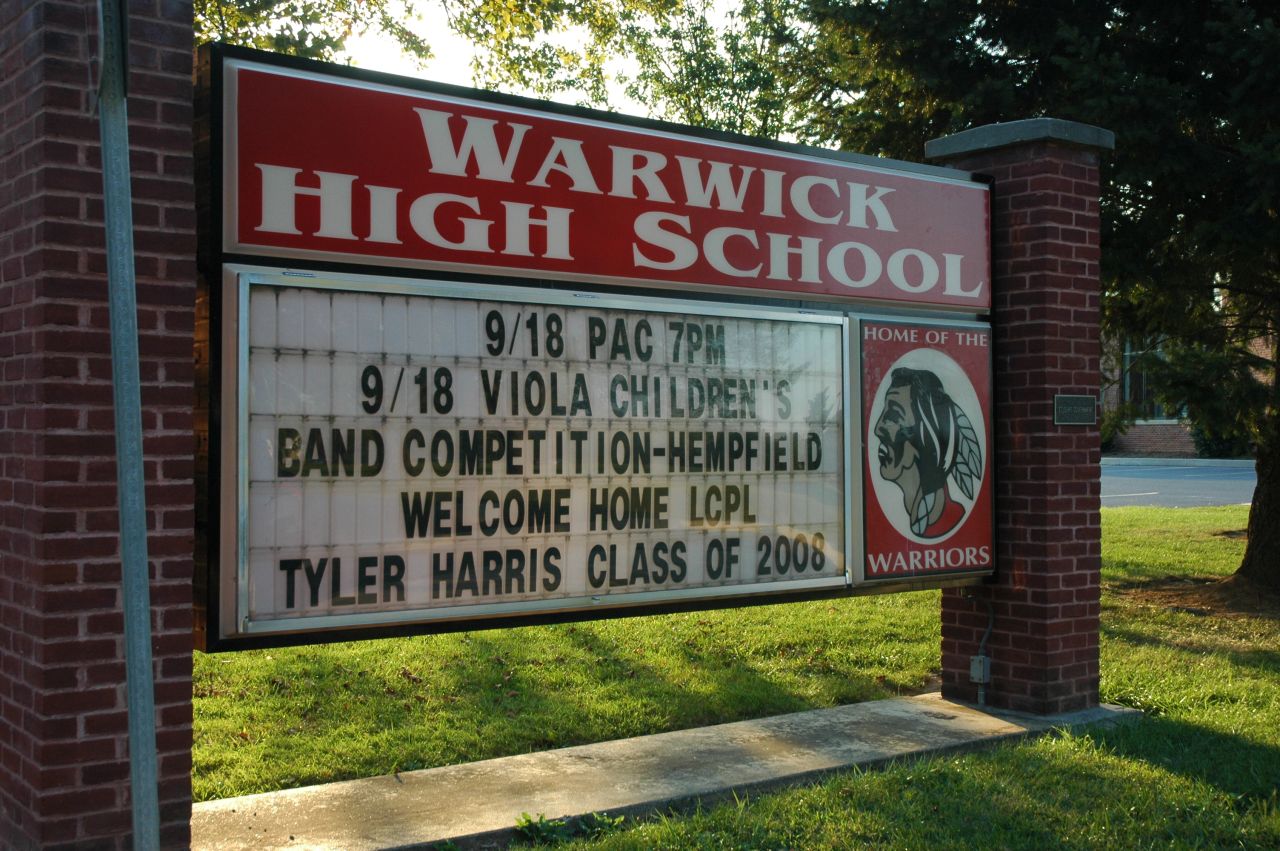 WARWICK
HIGH SCHOOL
9/18 PAC 7PM
9/18 VIOLA CHILDREN'S
BAND COMPETITION-HEMPFIELD
WELCOME HOME LCPL
TYLER HARRIS CLASS OF 2008
HOME OF THE
WARRIORS